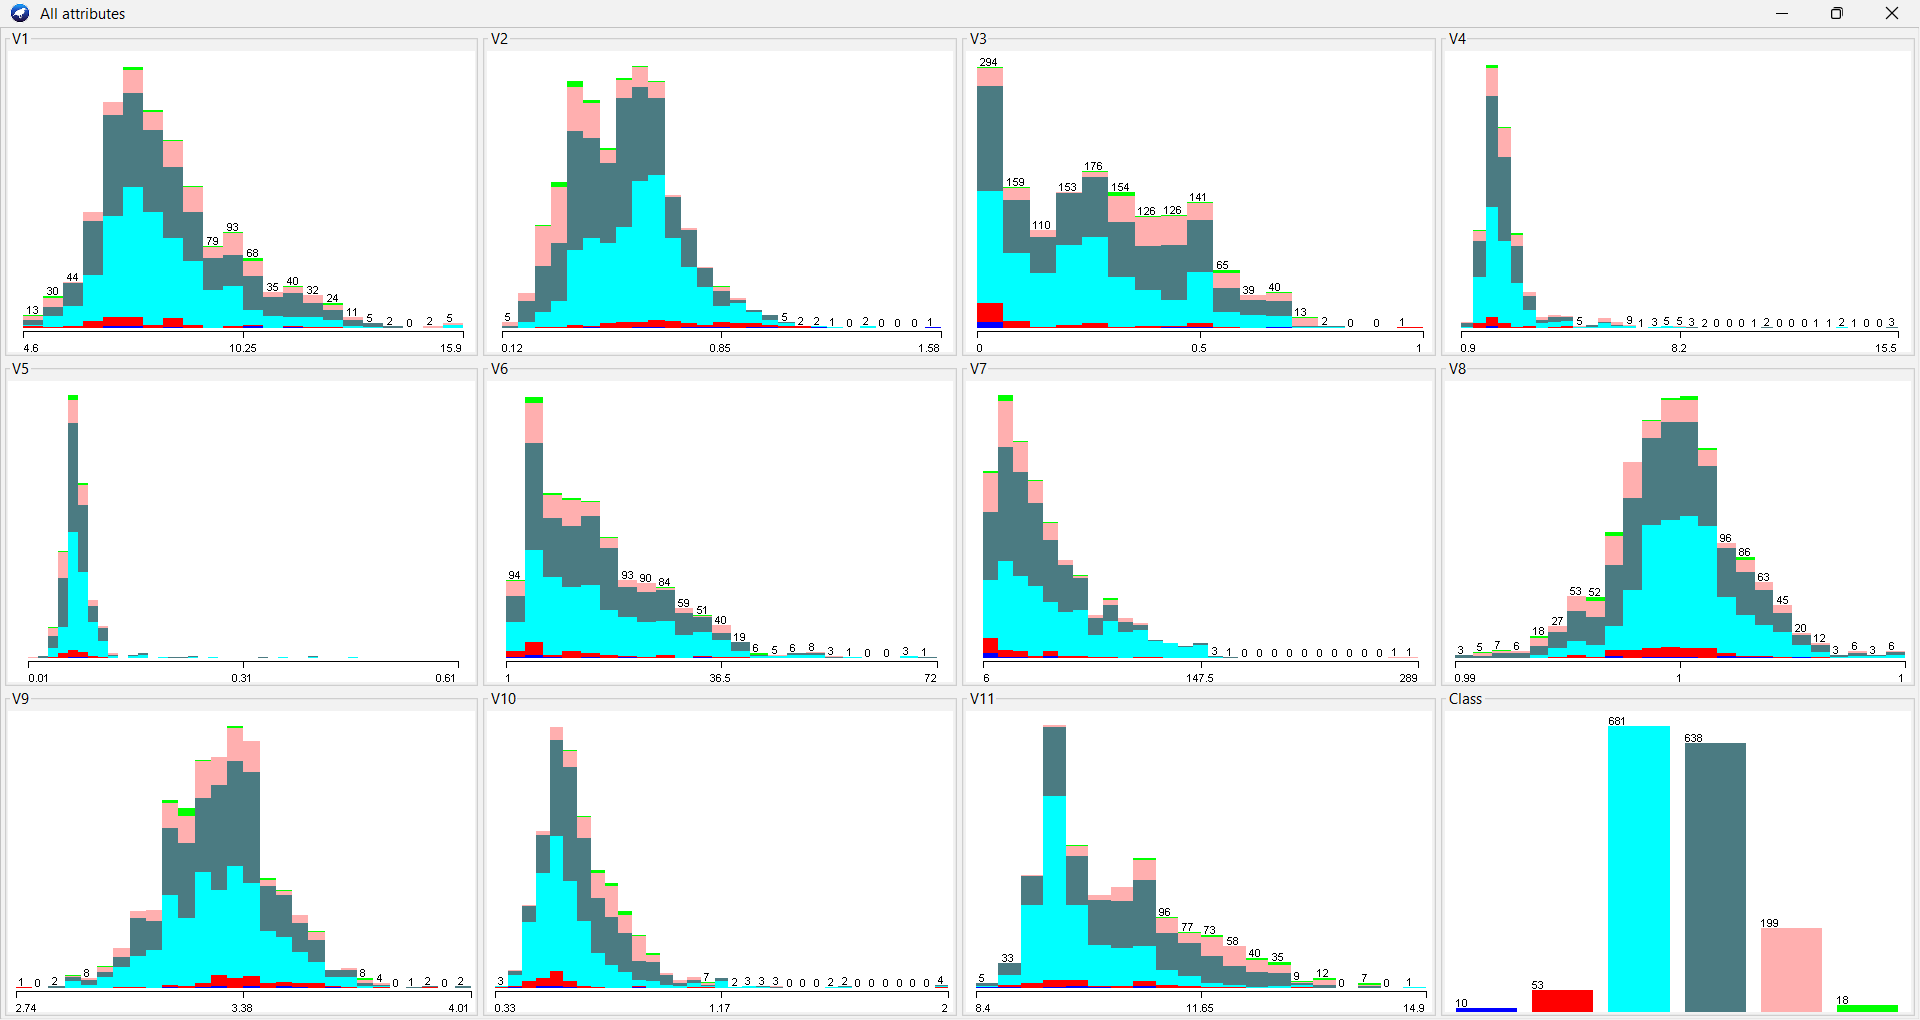 All attributes
V1
13 30 44 79 93 68 35 40 32 24 11 5 2 0 2 5
4.6 10.25 15.9
V2
5 5 2 2 1 0 2 0 0 0 1
0.12 0.85 1.58
V3
294 159 110 153 176 154 126 126 141 65 39 40 13 2 0 0 1
0 0.5 1
V4
5 9 1 3 5 5 3 2 0 0 0 1 2 0 0 0 1 1 2 1 0 0 3
0.9 8.2 15.5
V5
0.01 0.31 0.61
V6
94 93 90 84 59 51 40 19 6 5 6 8 3 1 0 0 3 1
1 36.5 72
V7
3 1 0 0 0 0 0 0 0 0 0 0 1 1
6 147.5 289
V8
3 5 7 6 18 27 53 52 96 86 63 45 20 12 3 6 3 6
0.99 1 1
V9
1 0 2 8 8 4 0 1 2 0 2
2.74 3.38 4.01
V10
3 7 2 3 3 3 0 0 0 2 2 0 0 0 0 0 0 4
0.33 1.17 2
V11
5 33 96 77 73 58 40 35 9 12 0 7 0 1
8.4 11.65 14.9
Class
10 53 681 638 199 18